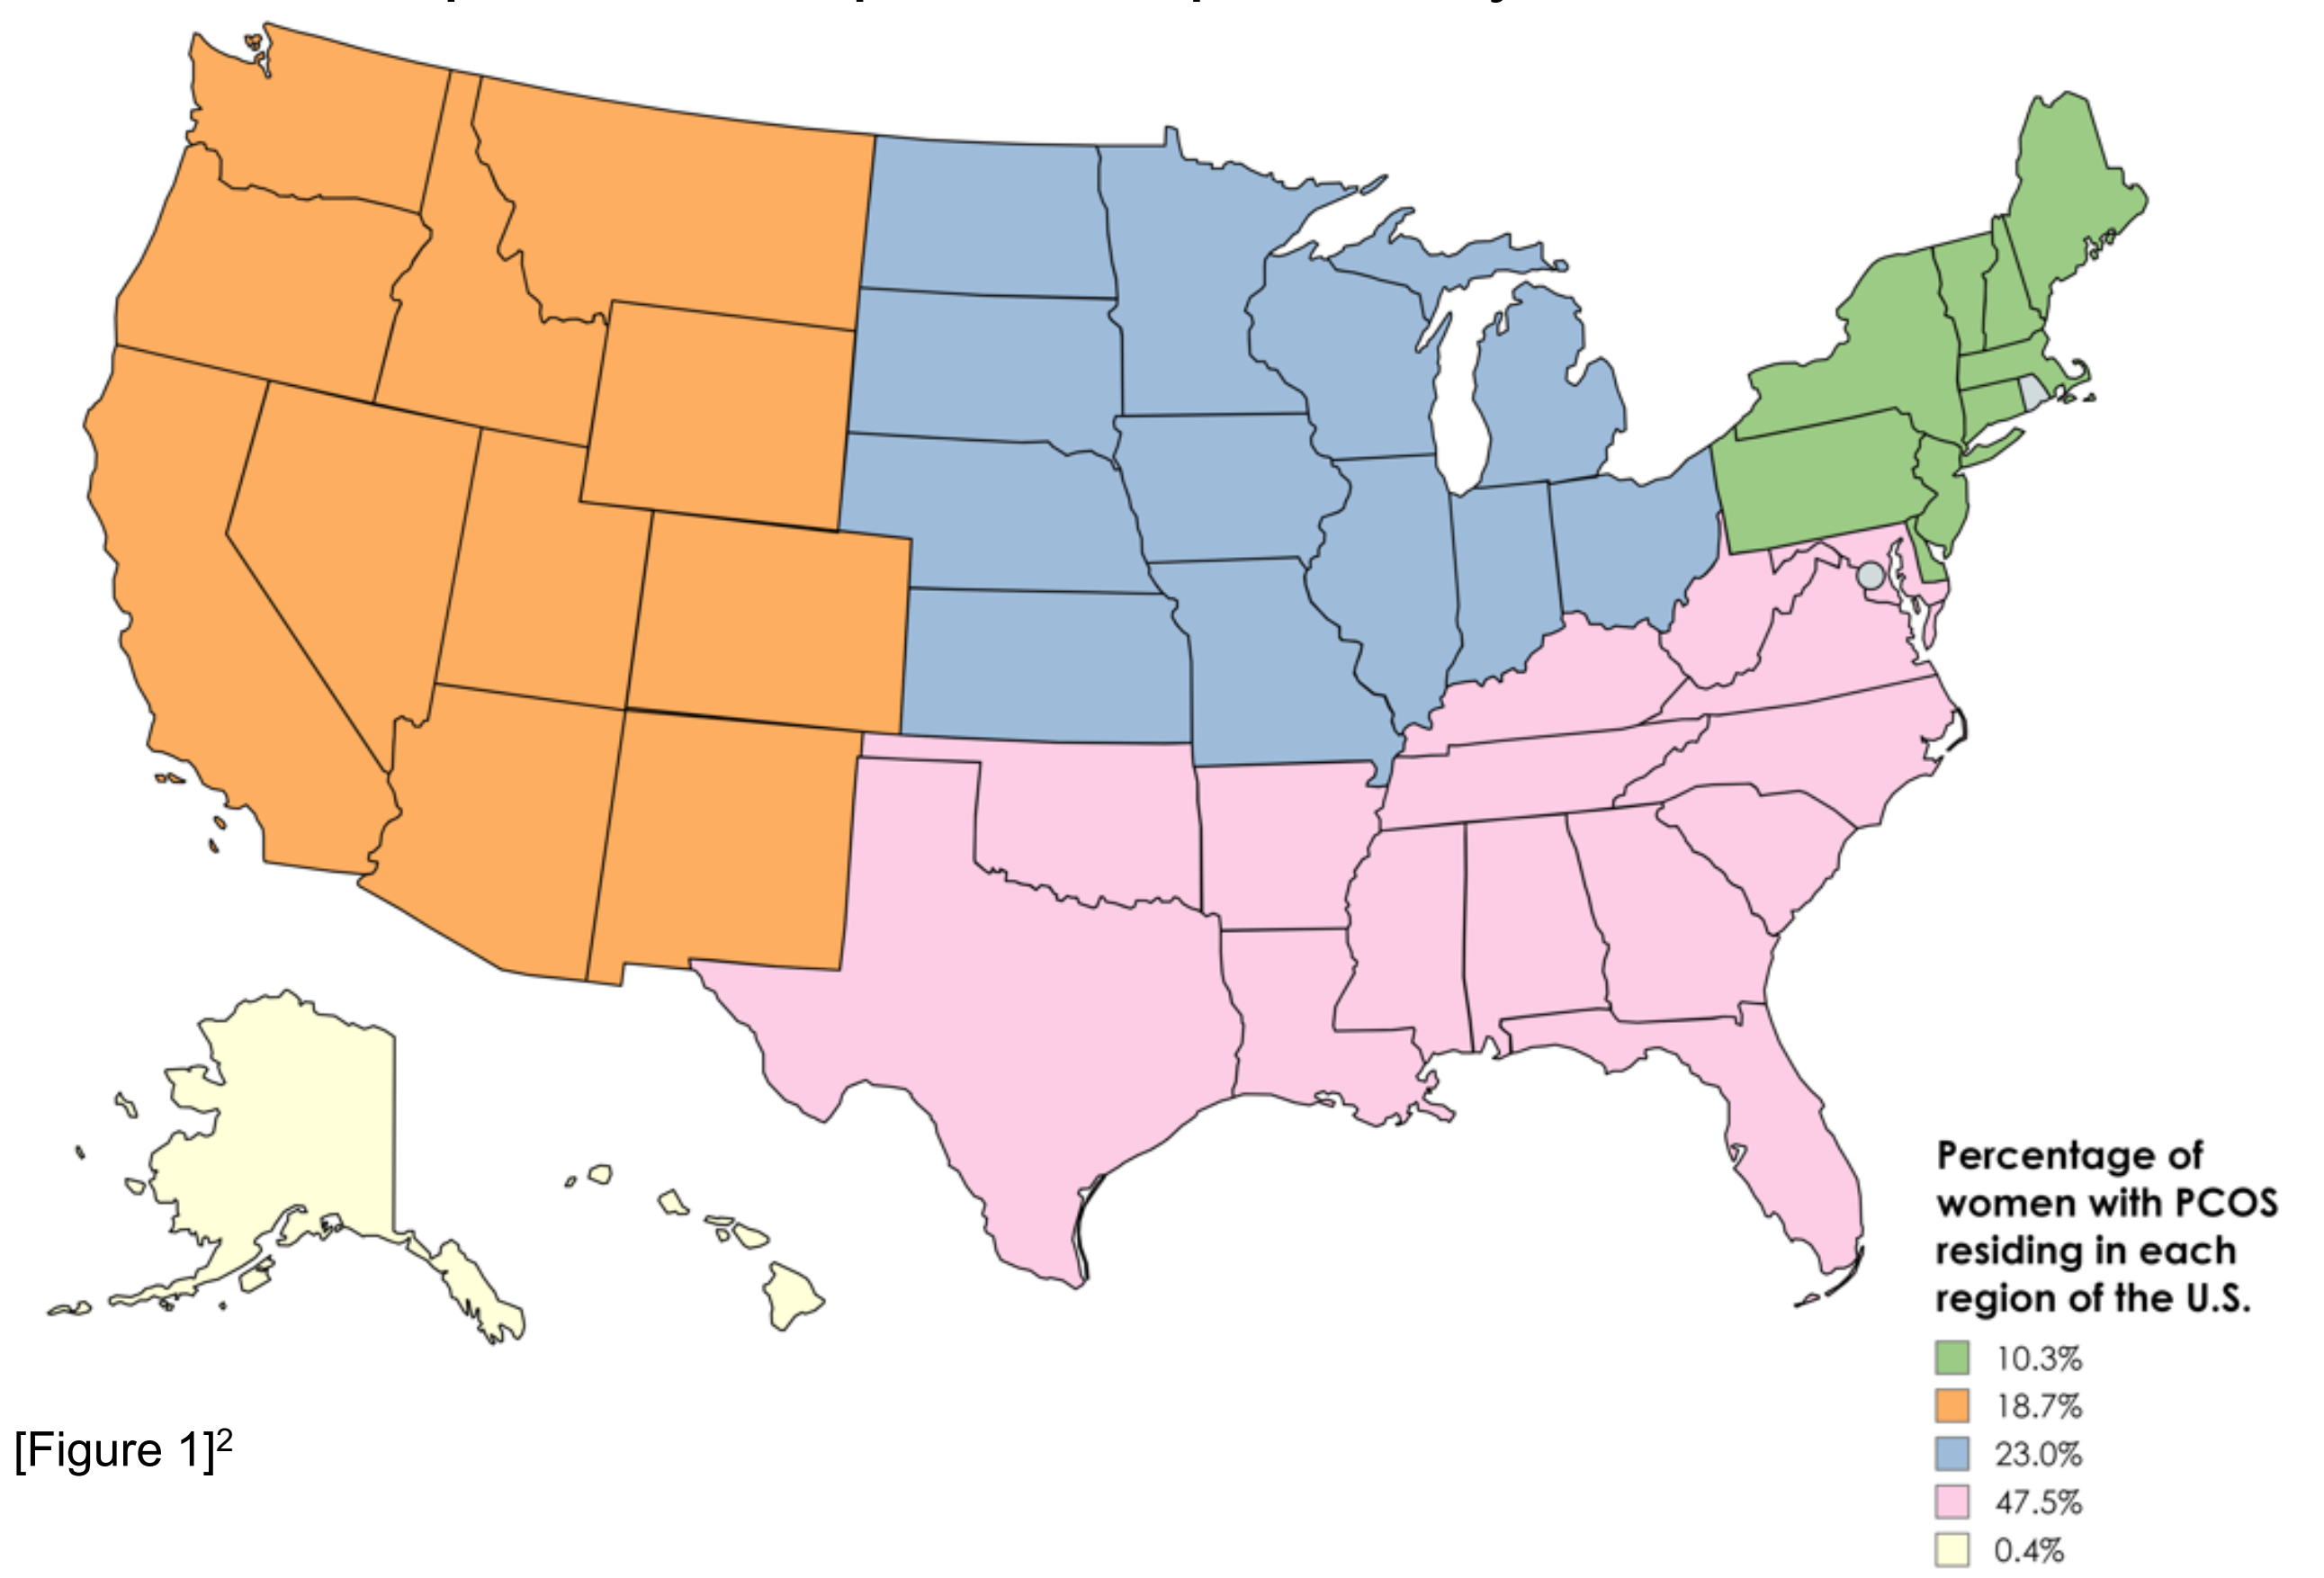 Percentage of
women with PCOS
residing in each
region of the U.S.
10.3%
18.7%
23.0%
47.5%
0.4%
[Figure 1]2